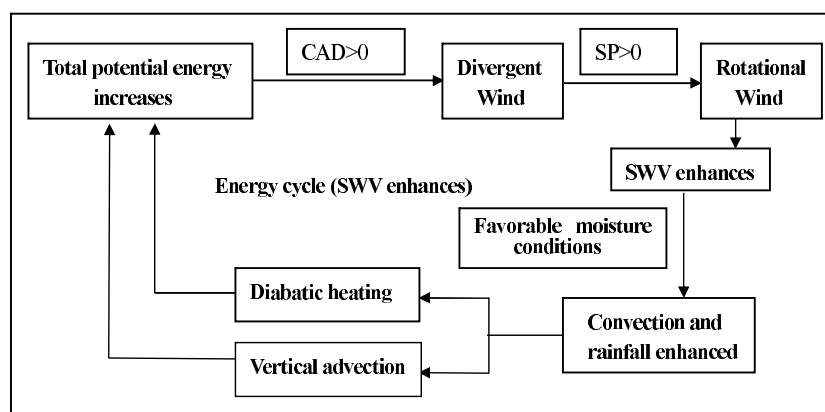 CAD>0
SP>0
Total potential energy
increases
Divergent
Wind
Rotational
Wind
SWV enhances
Energy cycle (SWV enhances)
Favorable moisture
conditions
Diabatic heating
Convection and
rainfall enhanced
Vertical advection